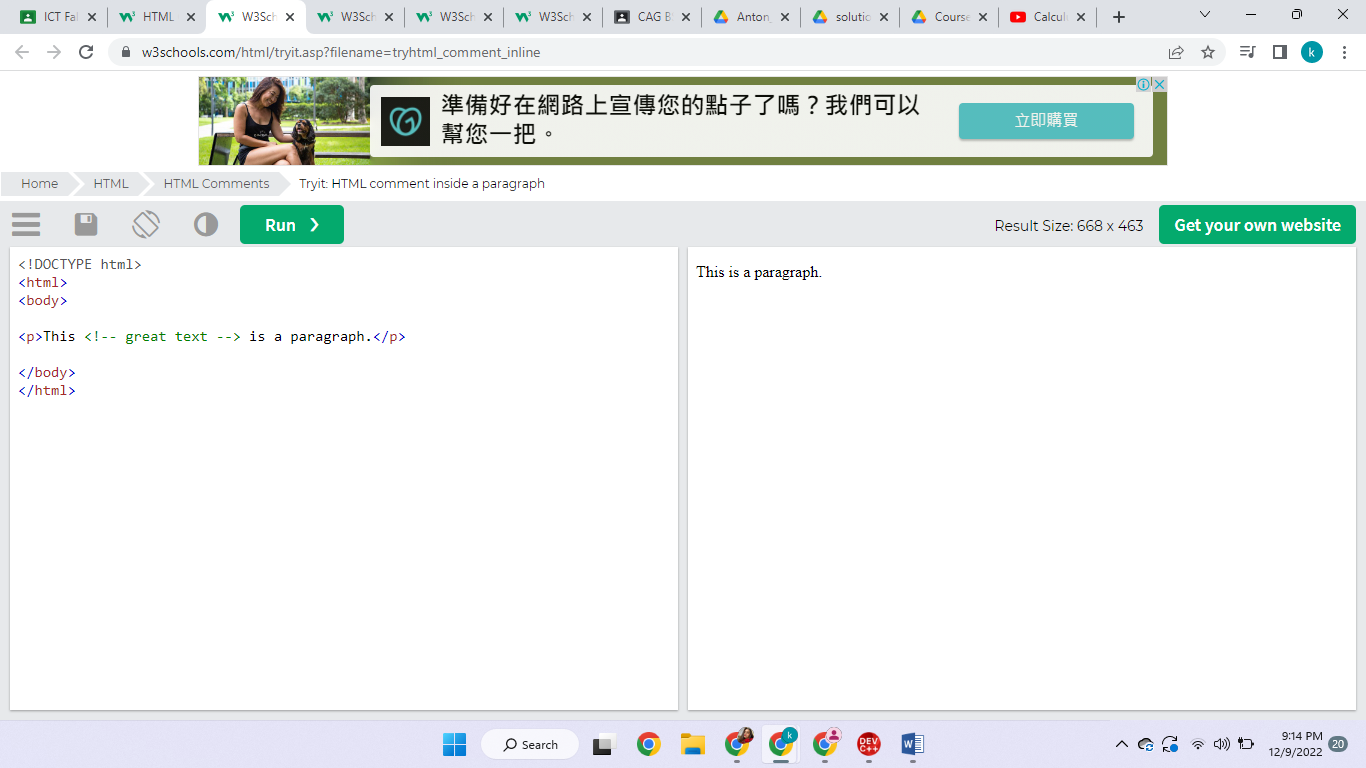 ICT Fal
HTML
W3Sch
W3Sch
W3Sch
W3Sch
CAG B
Anton_
solutio
Course
Calcul
w3schools.com/html/tryit.asp?filename=tryhtml_comment_inline
k
準備好在網路上宣傳您的點子了嗎？我們可以
幫您一把。
立即購買
Home
HTML
HTML Comments
Tryit: HTML comment inside a paragraph
Run ❯
Result Size: 668 x 463
Get your own website
<!DOCTYPE html>
<html>
<body>
<p>This <!-- great text --> is a paragraph.</p>
</body>
</html>
This is a paragraph.
Search
k
DEV
C++
W
9:14 PM
12/9/2022
20